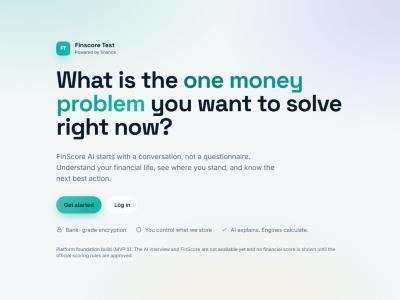 FT
Finscore Test
Powered by finance
What is the one money
problem you want to solve
right now?
FinScore AI starts with a conversation, not a questionnaire.
Understand your financial life, see where you stand, and know the
next best action.
Get started
Log in
Bank-grade encryption
You control what we store
AI explains. Engines calculate.
Platform foundation build (MVP 1). The AI interview and FinScore are not available yet and no financial score is shown until the
official scoring rules are approved.